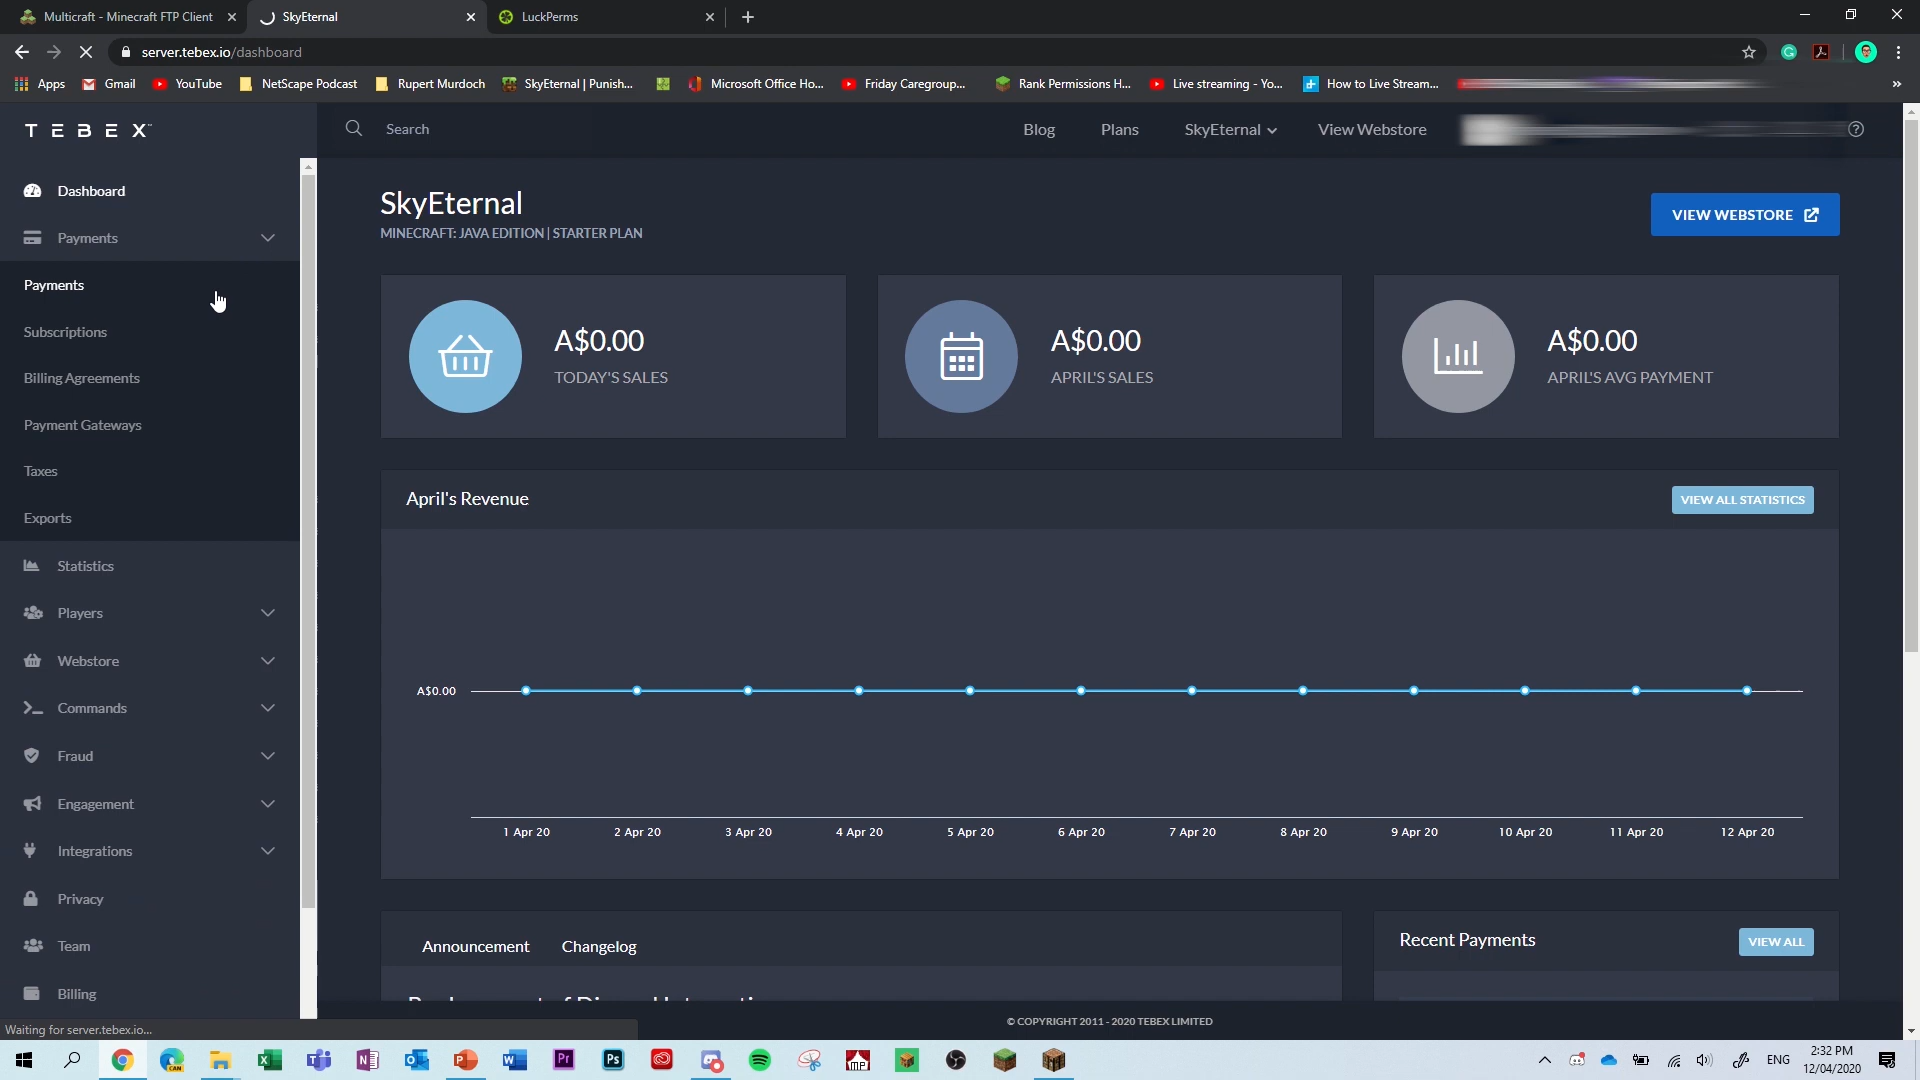 Multicraft - Minecraft FTP Client
SkyEternal
LuckPerms
server.tebex.io/dashboard
Apps
Gmail
YouTube
NetScape Podcast
Rupert Murdoch
SkyEternal | Punish...
Microsoft Office Ho...
Friday Caregroup...
Rank Permissions H...
Live streaming - Yo...
How to Live Stream...
»
TEBEX
Search
Blog
Plans
SkyEternal
View Webstore
Dashboard
Payments
Payments
Subscriptions
Billing Agreements
Payment Gateways
Taxes
Exports
Statistics
Players
Webstore
Commands
Fraud
Engagement
Integrations
Privacy
Team
Billing
SkyEternal
MINECRAFT: JAVA EDITION | STARTER PLAN
VIEW WEBSTORE
A$0.00
TODAY'S SALES
A$0.00
APRIL'S SALES
A$0.00
APRIL'S AVG PAYMENT
April's Revenue
VIEW ALL STATISTICS
A$0.00
1 Apr 20
2 Apr 20
3 Apr 20
4 Apr 20
5 Apr 20
6 Apr 20
7 Apr 20
8 Apr 20
9 Apr 20
10 Apr 20
11 Apr 20
12 Apr 20
Announcement
Changelog
Recent Payments
VIEW ALL
© COPYRIGHT 2011 - 2020 TEBEX LIMITED
Waiting for server.tebex.io...
ENG
2:32 PM
12/04/2020